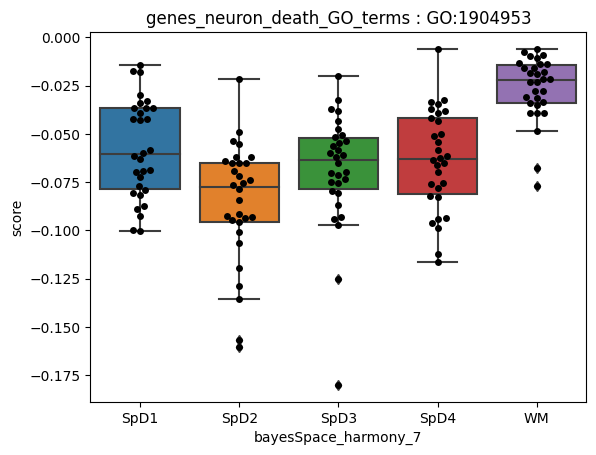 genes_neuron_death_GO_terms : GO:1904953
0.000
−0.025
−0.050
−0.075
−0.100
−0.125
−0.150
−0.175
score
SpD1 SpD2 SpD3 SpD4 WM
bayesSpace_harmony_7